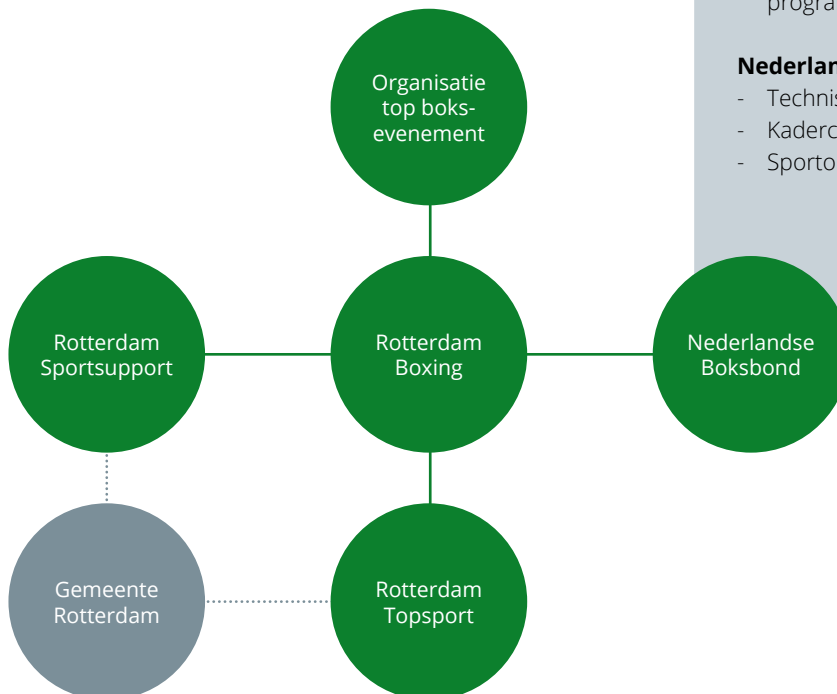 Organisatie
top boks-
evenement
Rotterdam
Sportsupport
Rotterdam
Boxing
Nederlandse
Boksbond
Gemeente
Rotterdam
Rotterdam
Topsport
-
-
-